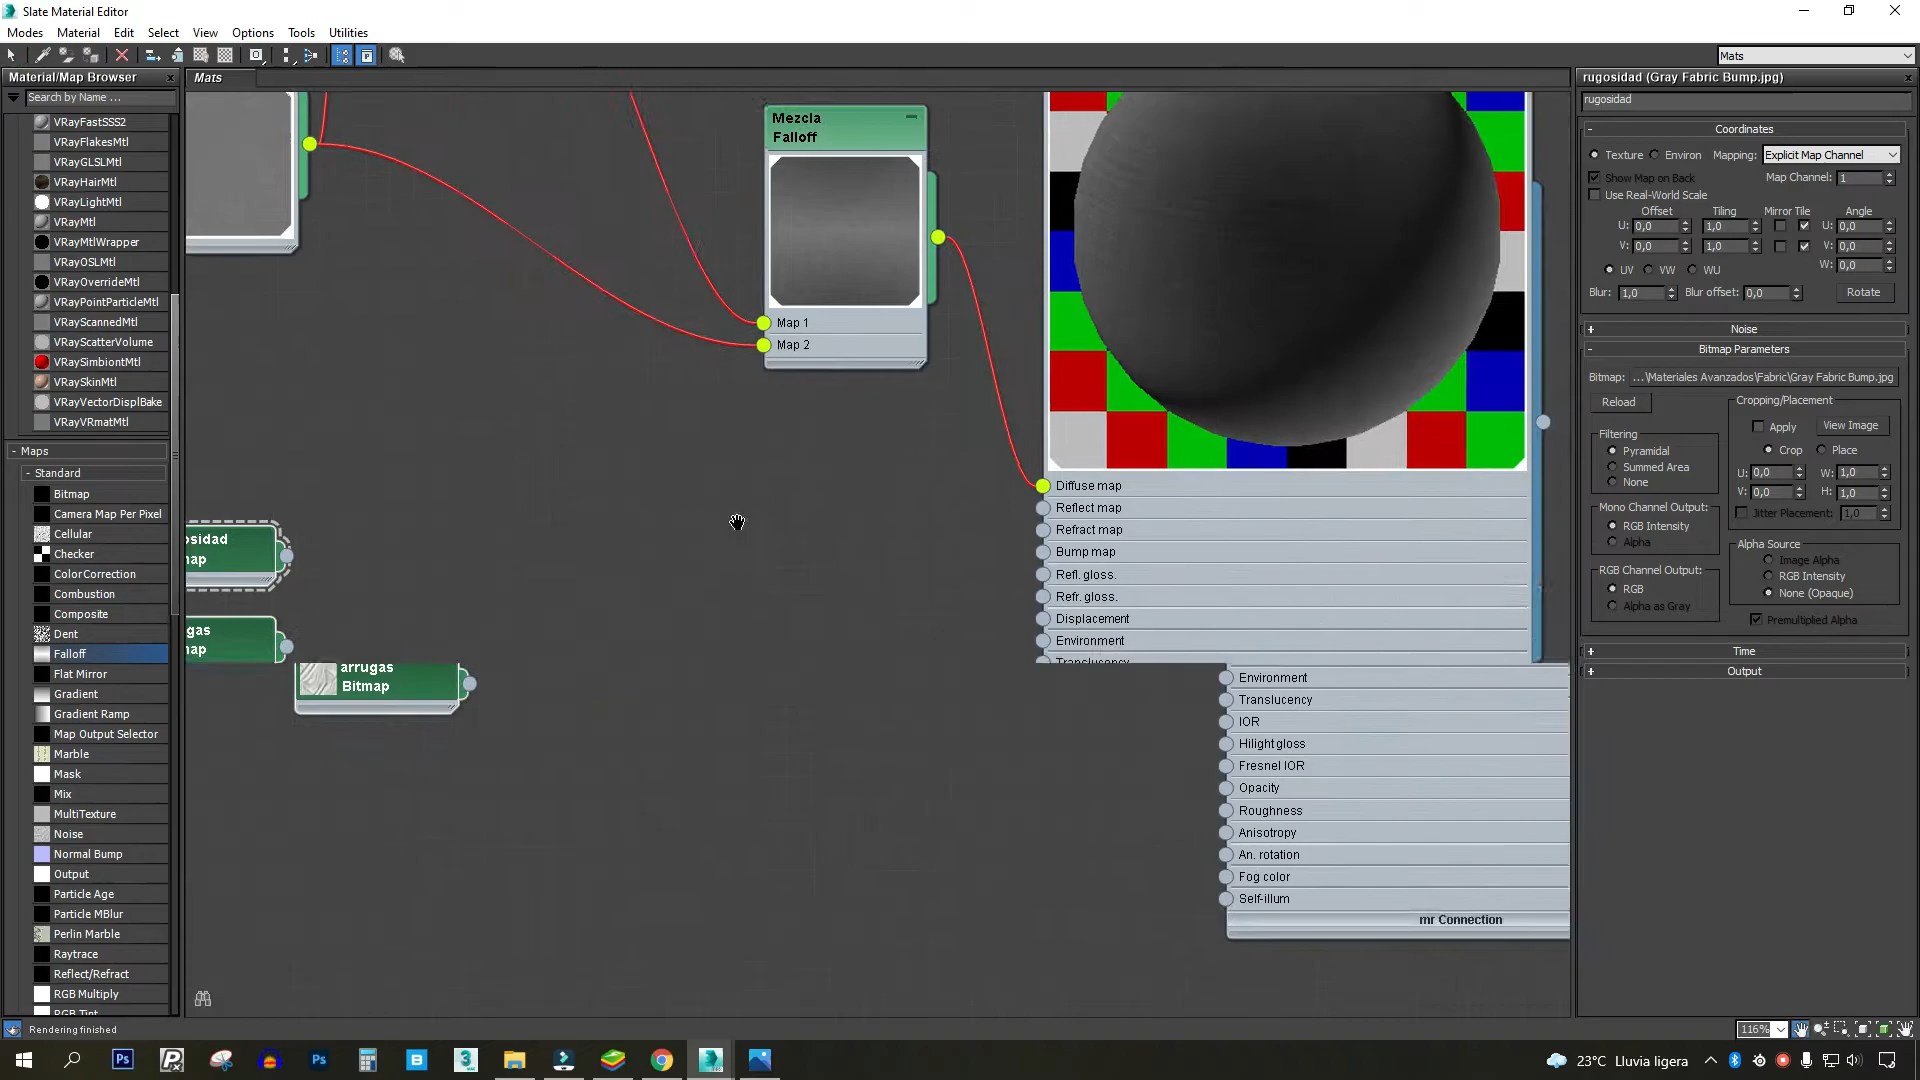 Slate Material Editor
Modes Material Edit Select View Options Tools Utilities
Mats
Material/Map Browser
Search by Name ...
VRayFastSSS2
VRayFlakesMtl
VRayGLSLMtl
VRayHairMtl
VRayLightMtl
VRayMtl
VRayMtlWrapper
VRayOSLMtl
VRayOverrideMtl
VRayPointParticleMtl
VRayScannedMtl
VRayScatterVolume
VRaySimbiontMtl
VRaySkinMtl
VRayVectorDisplBake
VRayVRmatMtl
- Maps
- Standard
Bitmap
Camera Map Per Pixel
Cellular
Checker
ColorCorrection
Combustion
Composite
Dent
Falloff
Flat Mirror
Gradient
Gradient Ramp
Map Output Selector
Marble
Mask
Mix
MultiTexture
Noise
Normal Bump
Output
Particle Age
Particle MBlur
Perlin Marble
Raytrace
Reflect/Refract
RGB Multiply
RGB Tint
Mats
Mezcla
Falloff
Map 1
Map 2
osidad
map
gas
map
arrugas
Bitmap
Diffuse map
Reflect map
Refract map
Bump map
Refl. gloss.
Refr. gloss.
Displacement
Environment
Translucency
Environment
Translucency
IOR
Hilight gloss
Fresnel IOR
Opacity
Roughness
Anisotropy
An. rotation
Fog color
Self-illum
mr Connection
rugosidad (Gray Fabric Bump.jpg)
rugosidad
- Coordinates
Texture Environ Mapping: Explicit Map Channel
Show Map on Back Map Channel: 1
Use Real-World Scale
Offset Tiling Mirror Tile Angle
U: 0,0 1,0 U: 0,0
V: 0,0 1,0 V: 0,0
UV VW WU W: 0,0
Blur: 1,0 Blur offset: 0,0 Rotate
+ Noise
- Bitmap Parameters
Bitmap: ...\Materiales Avanzados\Fabric\Gray Fabric Bump.jpg
Reload
Cropping/Placement
Apply View Image
Crop Place
U: 0,0 W: 1,0
V: 0,0 H: 1,0
Jitter Placement: 1,0
Filtering
Pyramidal
Summed Area
None
Mono Channel Output:
RGB Intensity
Alpha
RGB Channel Output:
RGB
Alpha as Gray
Alpha Source
Image Alpha
RGB Intensity
None (Opaque)
Premultiplied Alpha
+ Time
+ Output
Rendering finished
116%
23°C Lluvia ligera